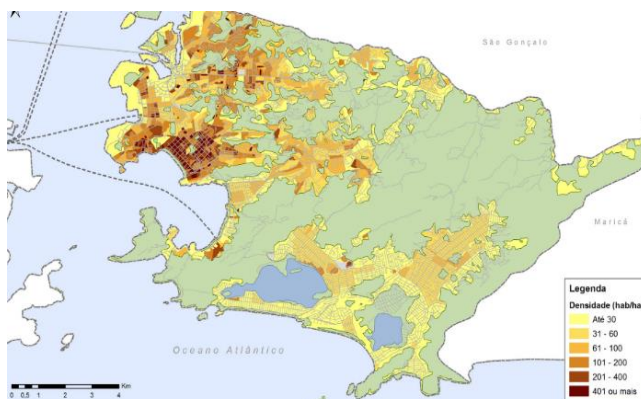 São Gonçalo
Maricá
Oceano Atlântico
Legenda
Densidade (hab/ha)
Até 30
31 - 60
61 - 100
101 - 200
201 - 400
401 ou mais
Km
0 0,5 1 2 3 4